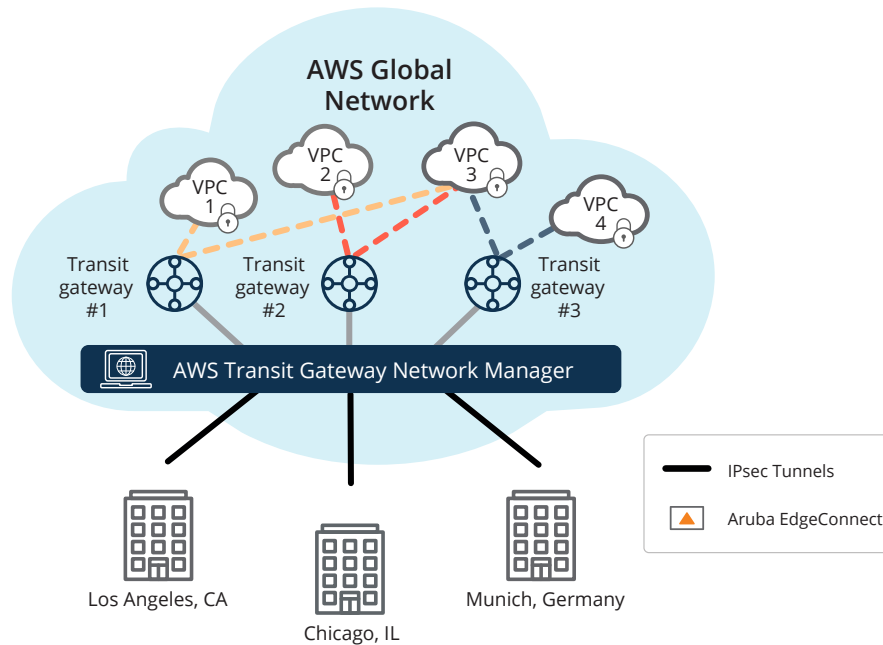 AWS Global
Network
VPC
1
VPC
2
VPC
3
VPC
4
Transit
gateway
#1
Transit
gateway
#2
Transit
gateway
#3
AWS Transit Gateway Network Manager
IPsec Tunnels
Aruba EdgeConnect
Los Angeles, CA
Chicago, IL
Munich, Germany